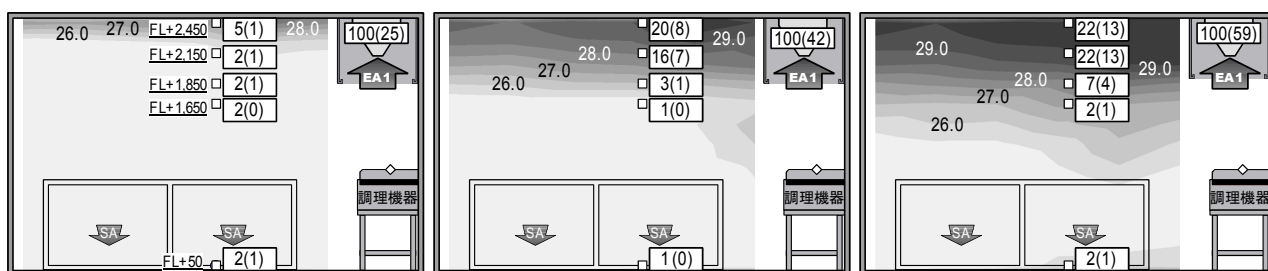 26.0 27.0 FL+2,450 5(1) 28.0 100(25)
FL+2,150 2(1)
FL+1,850 2(1) EA1
FL+1,650 2(0)
調理機器
SA SA
FL+50 2(1)
20(8) 29.0 100(42)
28.0 16(7)
27.0
26.0 3(1) EA1
1(0)
調理機器
SA SA
1(0)
22(13) 100(59)
29.0 22(13)
29.0
28.0 7(4) EA1
27.0 2(1)
26.0
調理機器
SA SA
2(1)